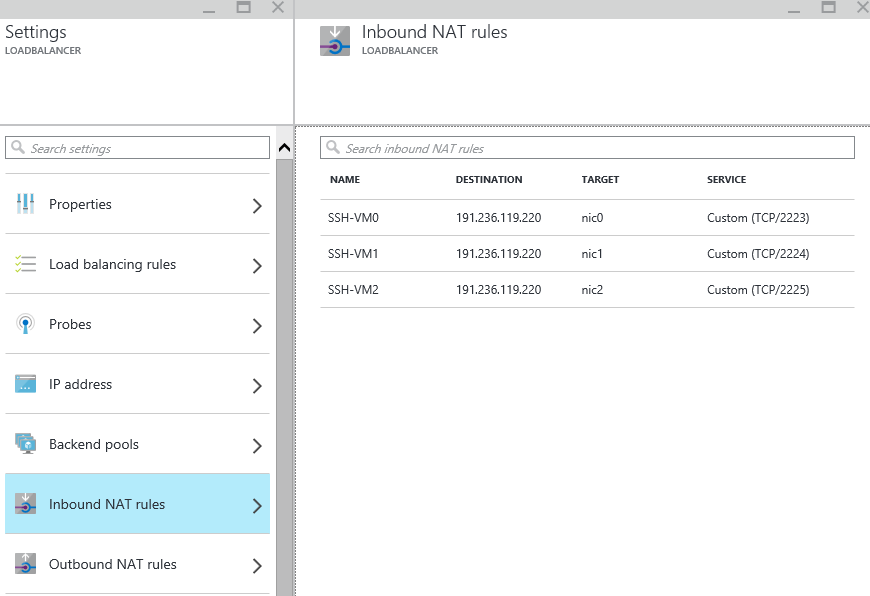 Settings
LOADBALANCER
Search settings
Properties
Load balancing rules
Probes
IP address
Backend pools
Inbound NAT rules
Outbound NAT rules
Inbound NAT rules
LOADBALANCER
Search inbound NAT rules
NAME DESTINATION TARGET SERVICE
SSH-VM0 191.236.119.220 nic0 Custom (TCP/2223)
SSH-VM1 191.236.119.220 nic1 Custom (TCP/2224)
SSH-VM2 191.236.119.220 nic2 Custom (TCP/2225)